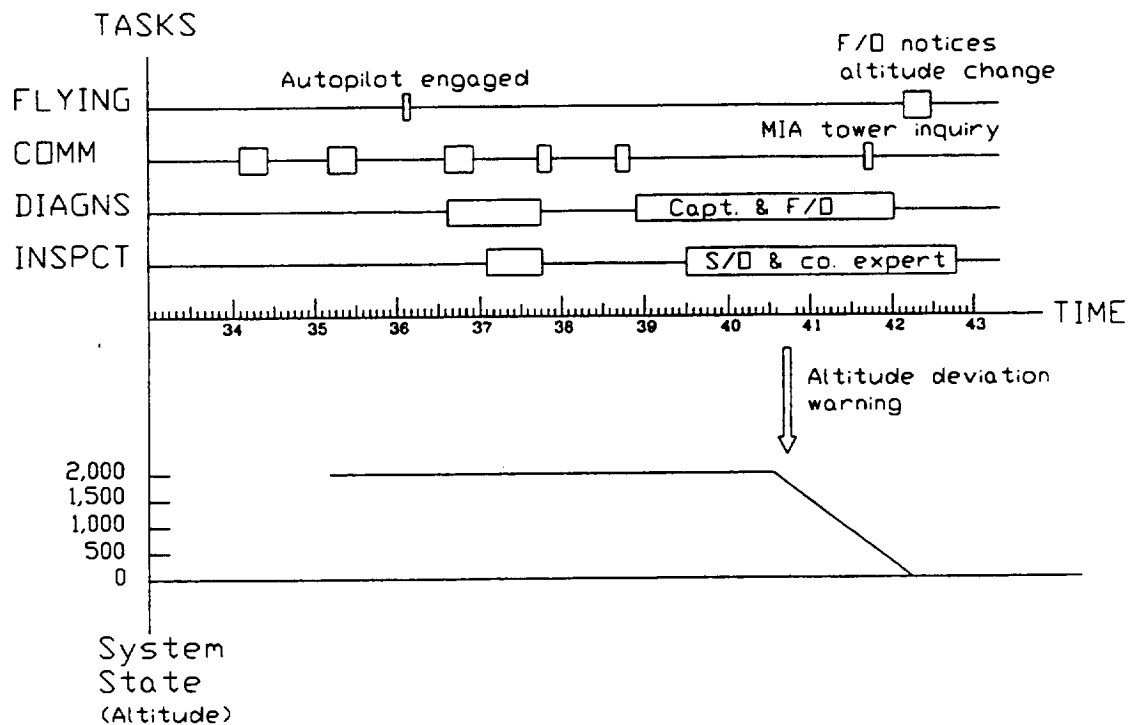 TASKS
F/O notices
altitude change
Autopilot engaged
FLYING
MIA tower inquiry
COMM
DIAGNS
Capt. & F/O
INSPCT
S/O & co. expert
34 35 36 37 38 39 40 41 42 43
TIME
Altitude deviation
warning
2,000
1,500
1,000
500
0
System
State
(Altitude)